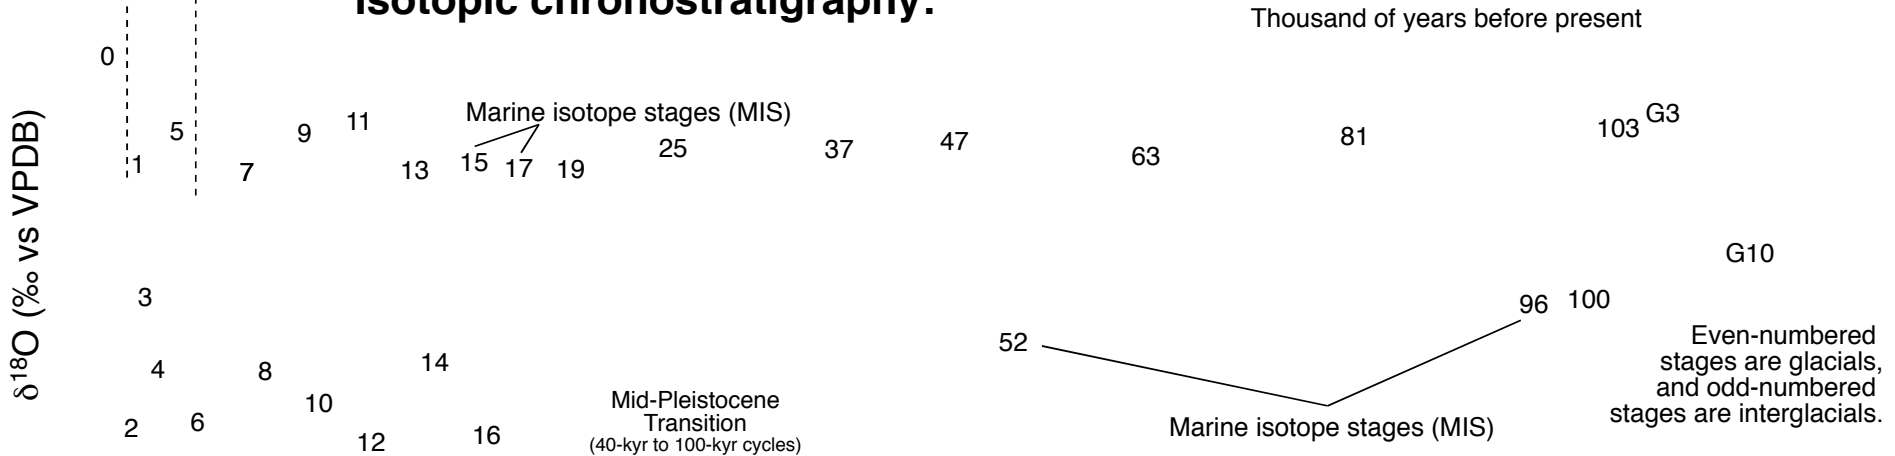 Isotopic chronostratigraphy:
Thousand of years before present
0
δ18O (‰ vs VPDB)
Marine isotope stages (MIS)
1
5
7
9
11
13
15
17
19
25
37
47
63
81
103
G3
G10
3
4
2
6
8
10
12
14
16
52
96
100
Mid-Pleistocene
Transition
(40-kyr to 100-kyr cycles)
Marine isotope stages (MIS)
Even-numbered
stages are glacials,
and odd-numbered
stages are interglacials.